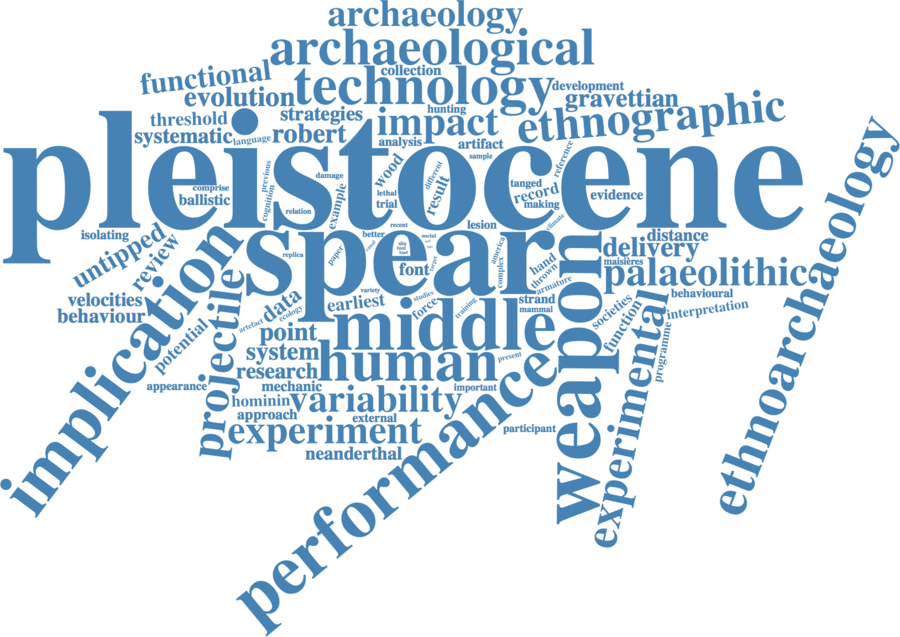 archaeology
archaeological
collection
functional
technology
development
evolution
gravettian
threshold
strategies
hunting
impact
ethnographic
systematic
language
robert
analysis
artifact
sample
reference
pleistocene
previous
cognition
damage
wood
different
result
lethal
trial
comprise
ballistic
relation
example
tanged
record
making
evidence
climate
isolating
untipped
review
implication
spear
replica
paper
better
recent
social
lesion
font
target
america
complex
hand
thrown
armature
weapon
distance
delivery
maisières
palaeolithic
ethnoarchaeology
velocities
behaviour
potential
projectile
data
artefact
ecology
variety
earliest
studies
force
training
strand
mammal
societies
function
behavioural
interpretation
programme
experimental
point
middle
system
human
present
research
appearance
mechanic
important
hominin
variability
approach
external
experiment
performance
participant
neanderthal